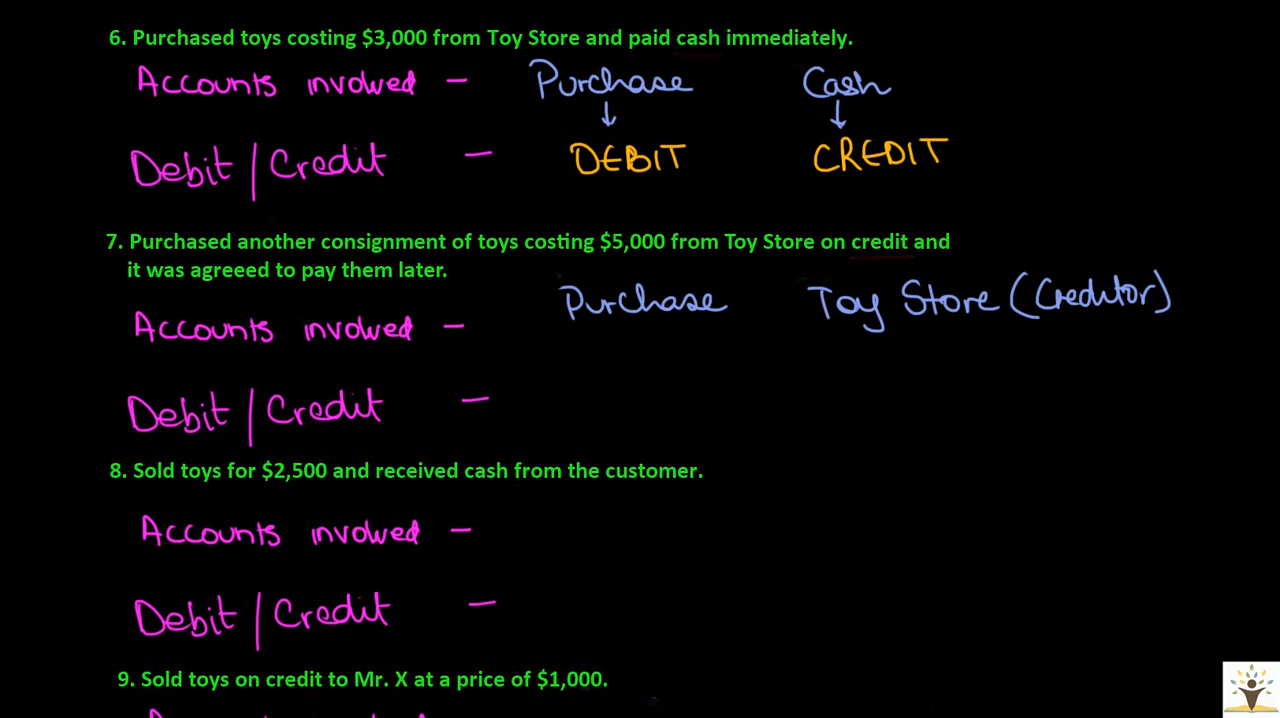 6. Purchased toys costing $3,000 from Toy Store and paid cash immediately.
Accounts involved - Purchase Cash
↓ ↓
Debit/Credit - DEBIT CREDIT
7. Purchased another consignment of toys costing $5,000 from Toy Store on credit and
it was agreeed to pay them later.
Purchase Toy Store (Creditor)
Accounts involved -
Debit/Credit -
8. Sold toys for $2,500 and received cash from the customer.
Accounts involved -
Debit/Credit -
9. Sold toys on credit to Mr. X at a price of $1,000.